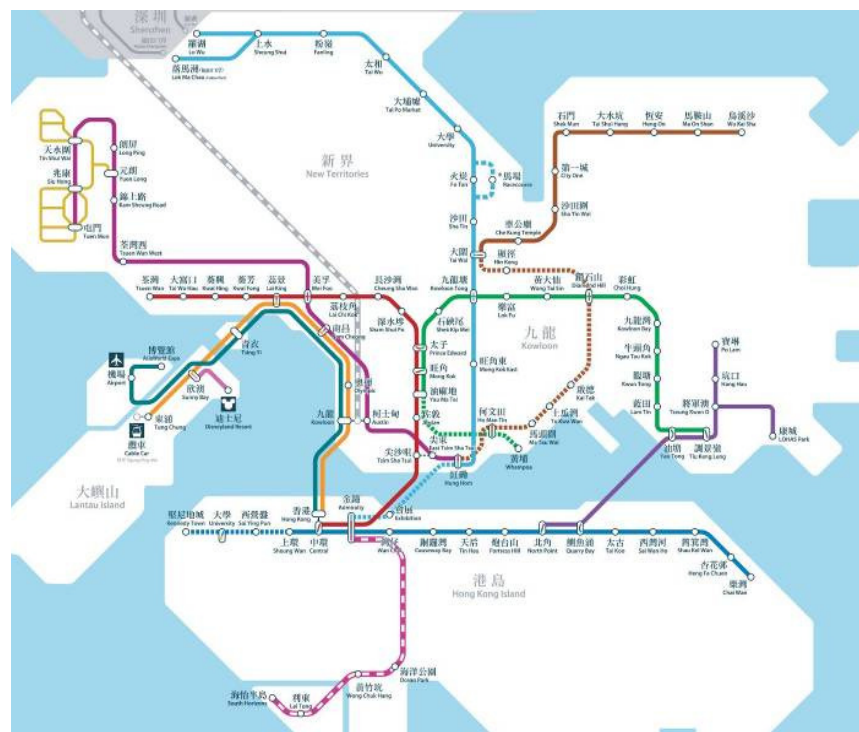 深圳
Shenzhen
羅湖
Lo Wu
上水
Sheung Shui
粉嶺
Fanling
落馬洲
Lok Ma Chau
太和
Tai Wo
大埔墟
Tai Po Market
大學
University
火炭
Fo Tan
馬場
Racecourse
沙田
Sha Tin
大圍
Tai Wai
石門
Shek Mun
大水坑
Tai Shui Hang
恆安
Heng On
馬鞍山
Ma On Shan
烏溪沙
Wu Kai Sha
第一城
City One
沙田圍
Sha Tin Wai
車公廟
Che Kung Temple
顯徑
Hin Keng
新界
New Territories
天水圍
Tin Shui Wai
朗屏
Long Ping
兆康
Siu Hong
元朗
Yuen Long
錦上路
Kam Sheung Road
屯門
Tuen Mun
荃灣西
Tsuen Wan West
荃灣
Tsuen Wan
大窩口
Tai Wo Hau
葵興
Kwai Hing
葵芳
Kwai Fong
荔景
Lai King
美孚
Mei Foo
荔枝角
Lai Chi Kok
長沙灣
Cheung Sha Wan
深水埗
Sham Shui Po
九龍塘
Kowloon Tong
樂富
Lok Fu
黃大仙
Wong Tai Sin
鑽石山
Diamond Hill
彩虹
Choi Hung
石硤尾
Shek Kip Mei
九龍
Kowloon
九龍灣
Kowloon Bay
牛頭角
Ngau Tau Kok
觀塘
Kwun Tong
藍田
Lam Tin
寶琳
Po Lam
坑口
Hang Hau
將軍澳
Tseung Kwan O
康城
LOHAS Park
油塘
Yau Tong
調景嶺
Tiu Keng Leng
太子
Prince Edward
旺角
Mong Kok
油麻地
Yau Ma Tei
旺角東
Mong Kok East
佐敦
南昌
奧運
Olympic
青衣
Tsing Yi
博覽館
AsiaWorld-Expo
機場
Airport
欣澳
Sunny Bay
迪士尼
Disneyland Resort
東涌
Tung Chung
纜車
Cable Car
大嶼山
Lantau Island
九龍
Kowloon
柯士甸
Austin
尖沙咀
Tsim Sha Tsui
尖東
East Tsim Sha Tsui
紅磡
Hung Hom
何文田
Ho Man Tin
黃埔
Whampoa
馬頭圍
Ma Tau Wai
土瓜灣
To Kwa Wan
啟德
Kai Tak
堅尼地城
Kennedy Town
大學
University
西營盤
Sai Ying Pun
上環
Sheung Wan
香港
Hong Kong
中環
Central
金鐘
Admiralty
會展
Exhibition
灣仔
Wan Chai
銅鑼灣
Causeway Bay
天后
Tin Hau
炮台山
Fortress Hill
北角
North Point
鰂魚涌
Quarry Bay
太古
Tai Koo
西灣河
Sai Wan Ho
筲箕灣
Shau Kei Wan
杏花邨
Heng Fa Chuen
柴灣
Chai Wan
港島
Hong Kong Island
海洋公園
Ocean Park
黃竹坑
Wong Chuk Hang
利東
Lei Tung
海怡半島
South Horizons